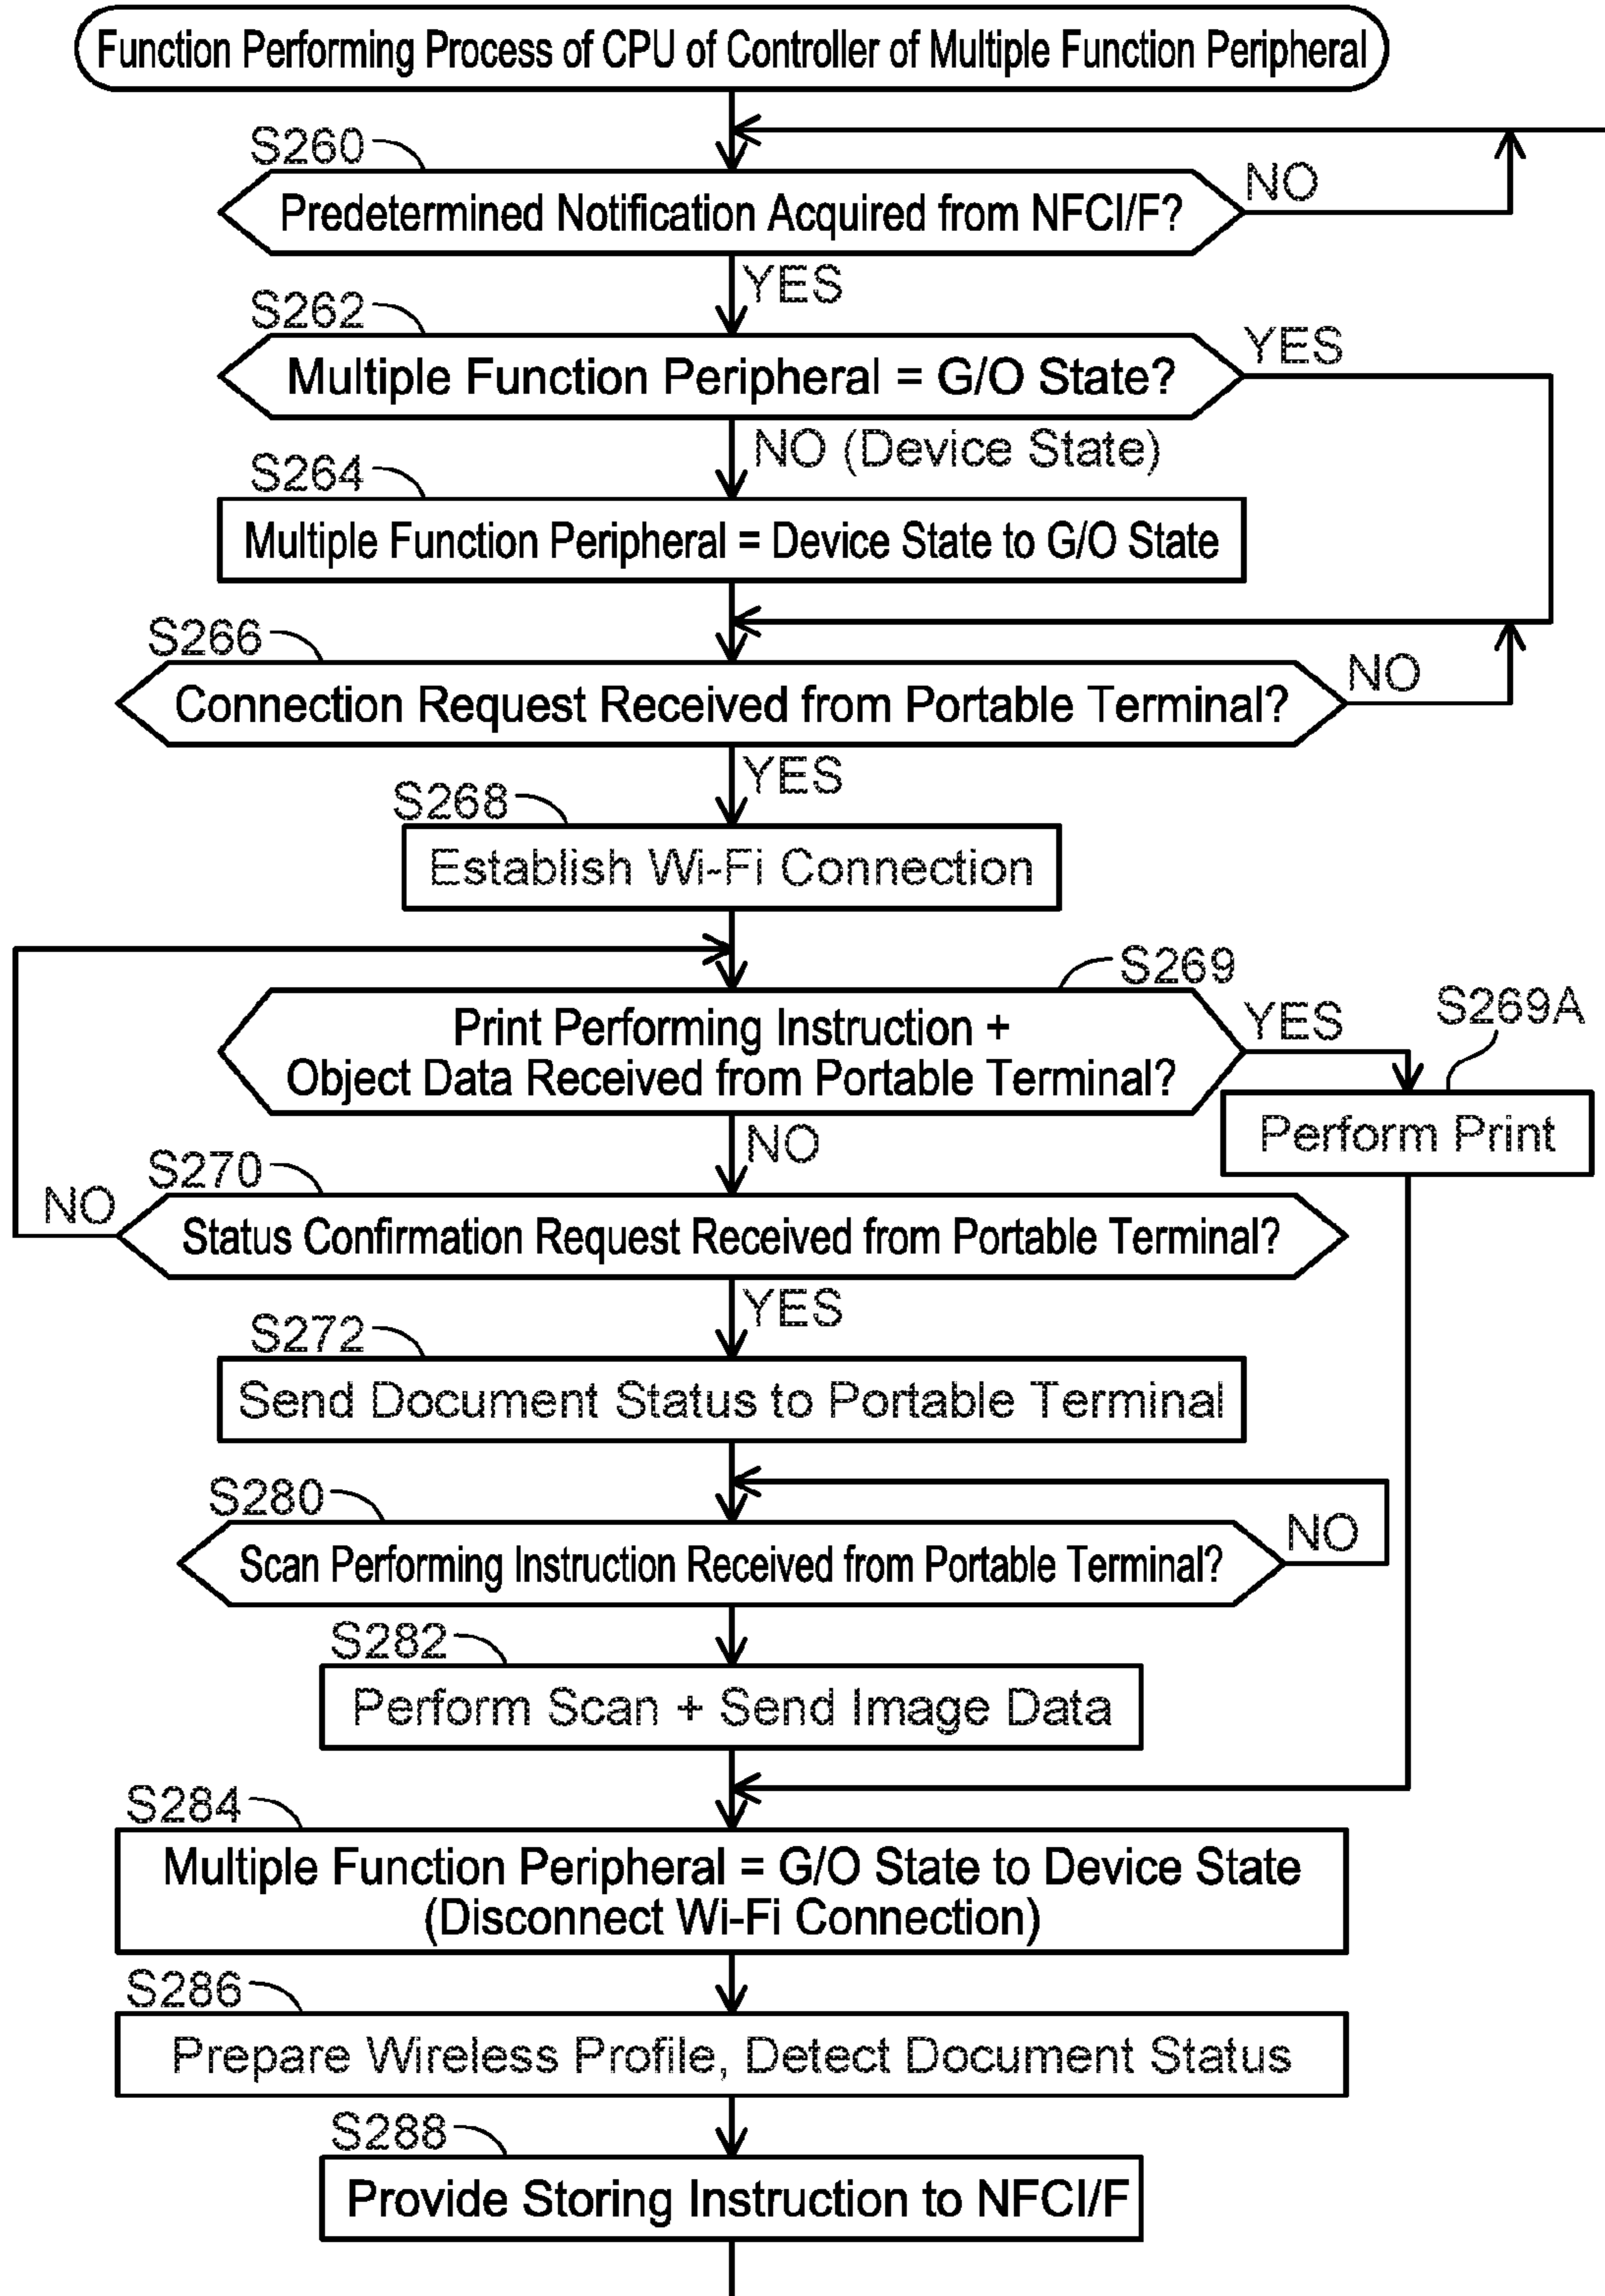 Function Performing Process of CPU of Controller of Multiple Function Peripheral
S260
Predetermined Notification Acquired from NFCI/F?
NO
YES
S262
Multiple Function Peripheral = G/O State?
YES
NO (Device State)
S264
Multiple Function Peripheral = Device State to G/O State
S266
Connection Request Received from Portable Terminal?
NO
YES
S268
Establish Wi-Fi Connection
S269
Print Performing Instruction +
Object Data Received from Portable Terminal?
YES
S269A
Perform Print
NO
S270
NO
Status Confirmation Request Received from Portable Terminal?
YES
S272
Send Document Status to Portable Terminal
S280
Scan Performing Instruction Received from Portable Terminal?
NO
S282
Perform Scan + Send Image Data
S284
Multiple Function Peripheral = G/O State to Device State
(Disconnect Wi-Fi Connection)
S286
Prepare Wireless Profile, Detect Document Status
S288
Provide Storing Instruction to NFCI/F